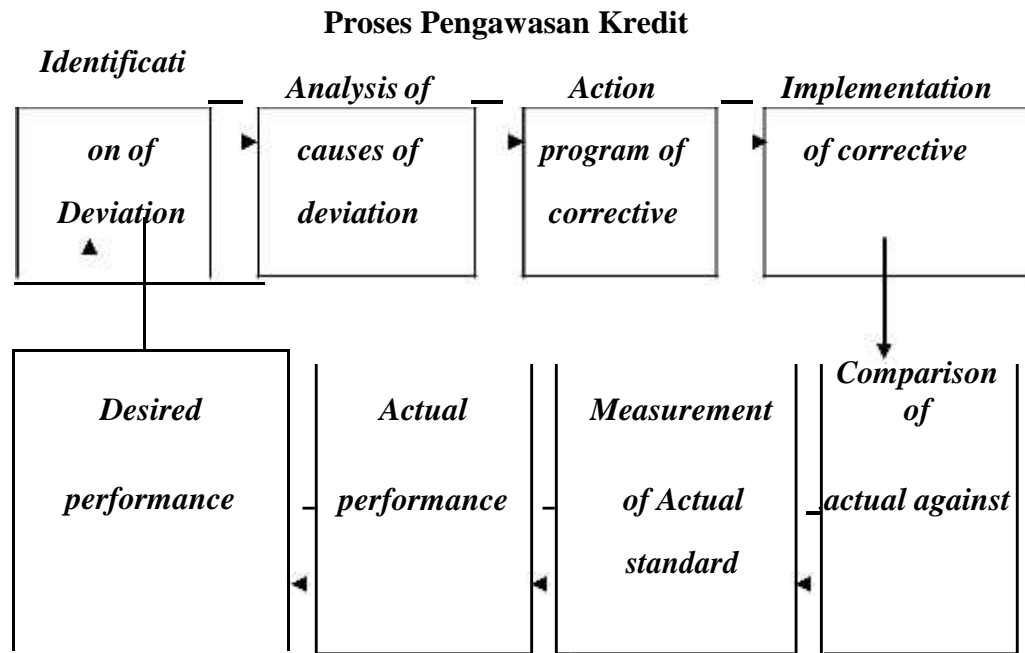 Proses Pengawasan Kredit
Identificati
on of
Deviation
Analysis of
causes of
deviation
Action
program of
corrective
Implementation
of corrective
Desired
performance
Actual
performance
Measurement
of Actual
standard
Comparison
of
actual against